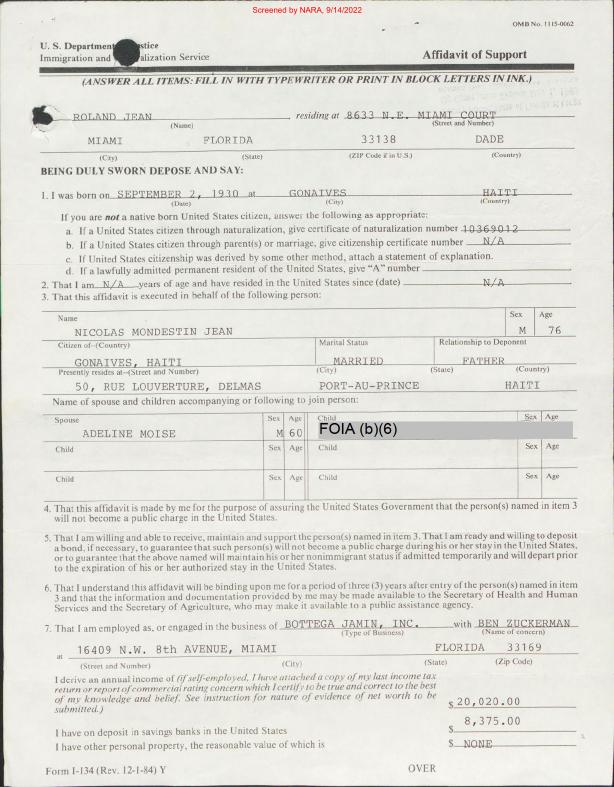 Screened by NARA, 9/14/2022
OMB No. 1115-0062
U. S. Department Justice
Immigration and alization Service
Affidavit of Support
(ANSWER ALL ITEMS: FILL IN WITH TYPEWRITER OR PRINT IN BLOCK LETTERS IN INK.)
I, ROLAND JEAN residing at 8633 N.E. MIAMI COURT
(Name) (Street and Number)
MIAMI FLORIDA 33138 DADE
(City) (State) (ZIP Code if in U.S.) (Country)
BEING DULY SWORN DEPOSE AND SAY:
1. I was born on SEPTEMBER 2, 1930 at GONAIVES HAITI
(Date) (City) (Country)
If you are not a native born United States citizen, answer the following as appropriate:
a. If a United States citizen through naturalization, give certificate of naturalization number 10369012
b. If a United States citizen through parent(s) or marriage, give citizenship certificate number N/A
c. If United States citizenship was derived by some other method, attach a statement of explanation.
d. If a lawfully admitted permanent resident of the United States, give "A" number
2. That I am N/A years of age and have resided in the United States since (date) N/A
3. That this affidavit is executed in behalf of the following person:
Name Sex Age
NICOLAS MONDESTIN JEAN M 76
Citizen of-(Country) Marital Status Relationship to Deponent
GONAIVES, HAITI MARRIED FATHER
Presently resides at-(Street and Number) (City) (State) (Country)
50, RUE LOUVERTURE, DELMAS PORT-AU-PRINCE HAITI
Name of spouse and children accompanying or following to join person:
Spouse Sex Age Child Sex Age
ADELINE MOISE M 60 FOIA (b)(6)
Child Sex Age Child Sex Age
Child Sex Age Child Sex Age
4. That this affidavit is made by me for the purpose of assuring the United States Government that the person(s) named in item 3
will not become a public charge in the United States.
5. That I am willing and able to receive, maintain and support the person(s) named in item 3. That I am ready and willing to deposit
a bond, if necessary, to guarantee that such person(s) will not become a public charge during his or her stay in the United States,
or to guarantee that the above named will maintain his or her nonimmigrant status if admitted temporarily and will depart prior
to the expiration of his or her authorized stay in the United States.
6. That I understand this affidavit will be binding upon me for a period of three (3) years after entry of the person(s) named in item
3 and that the information and documentation provided by me may be made available to the Secretary of Health and Human
Services and the Secretary of Agriculture, who may make it available to a public assistance agency.
7. That I am employed as, or engaged in the business of BOTTEGA JAMIN, INC. with BEN ZUCKERMAN
(Type of Business) (Name of concern)
at 16409 N.W. 8th AVENUE, MIAMI FLORIDA 33169
(Street and Number) (City) (State) (Zip Code)
I derive an annual income of (if self-employed, I have attached a copy of my last income tax
return or report of commercial rating concern which I certify to be true and correct to the best
of my knowledge and belief. See instruction for nature of evidence of net worth to be
submitted.) $ 20,020.00
I have on deposit in savings banks in the United States $ 8,375.00
I have other personal property, the reasonable value of which is $ NONE
Form I-134 (Rev. 12-1-84) Y OVER